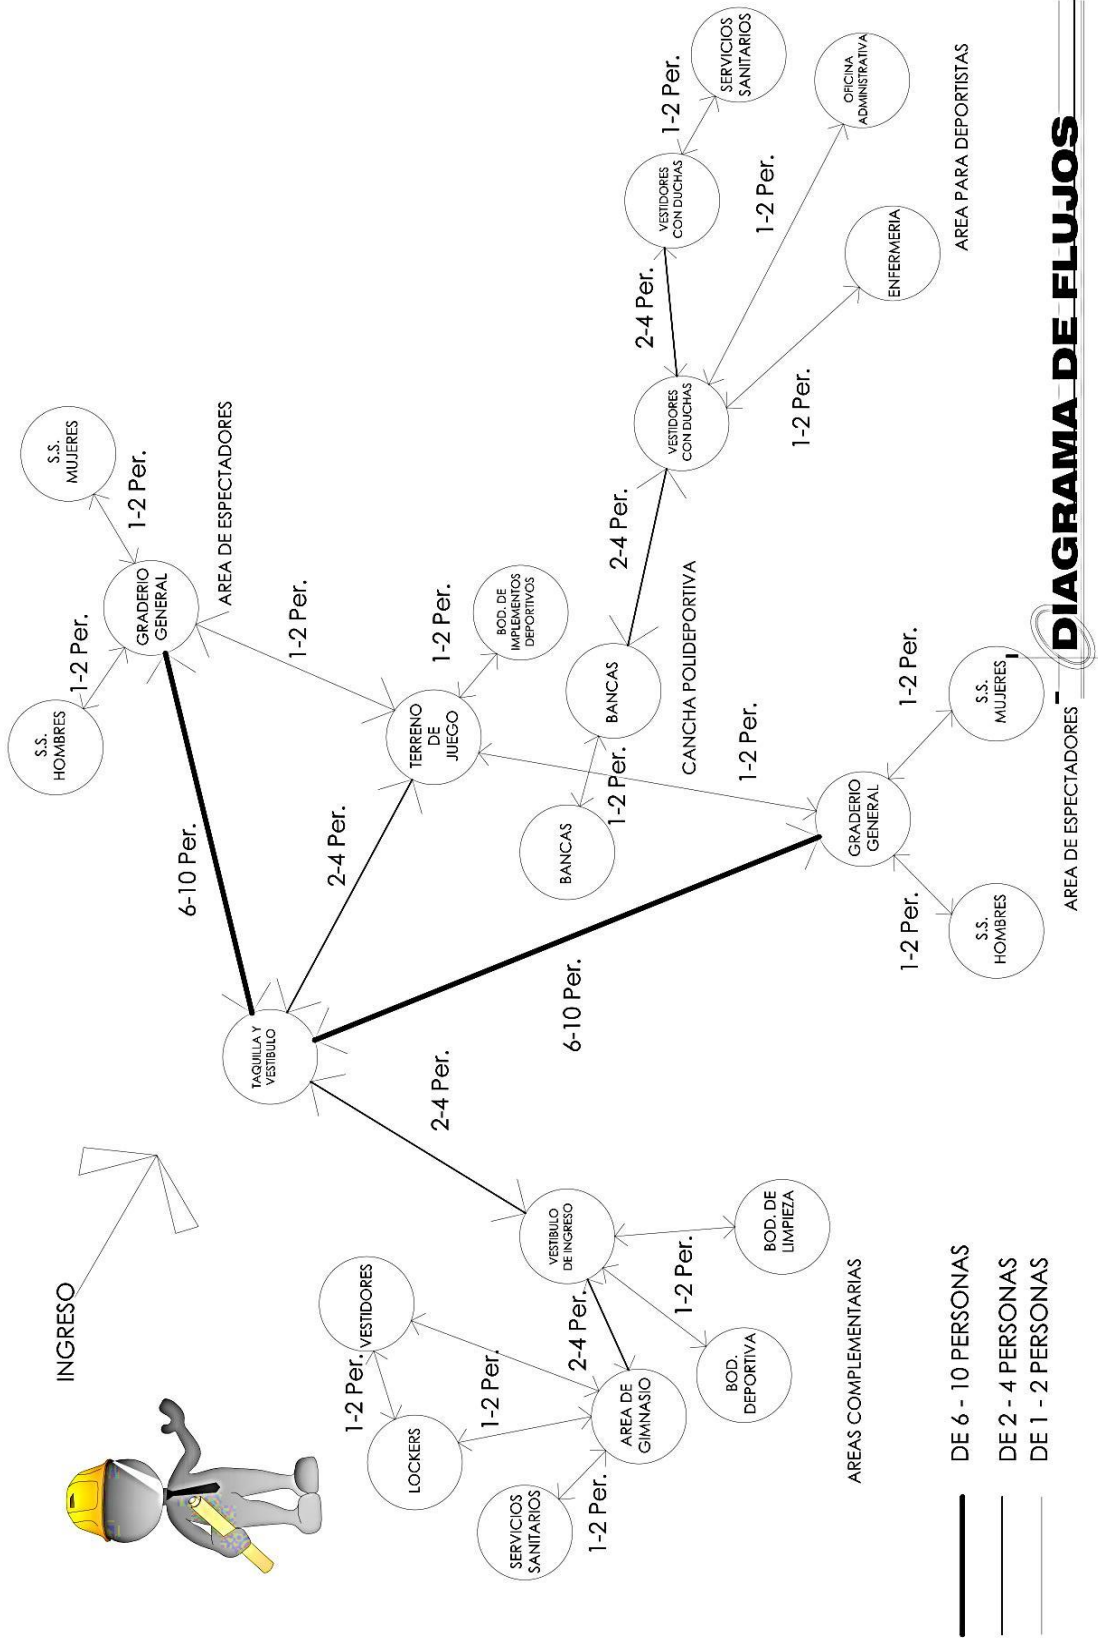 INGRESO
S.S.
HOMBRES
1-2 Per.
S.S.
MUJERES
1-2 Per.
GRADERIO
GENERAL
AREA DE ESPECTADORES
6-10 Per.
1-2 Per.
TAQUILLA Y
VESTIBULO
2-4 Per.
TERRENO
DE
JUEGO
1-2 Per.
BOD. DE
IMPLEMENTOS
DEPORTIVOS
2-4 Per.
6-10 Per.
1-2 Per.
BANCAS
1-2 Per.
BANCAS
CANCHA POLIDEPORTIVA
2-4 Per.
VESTIDORES
CON DUCHAS
2-4 Per.
VESTIDORES
CON DUCHAS
1-2 Per.
SERVICIOS
SANITARIOS
1-2 Per.
OFICINA
ADMINISTRATIVA
1-2 Per.
ENFERMERIA
AREA PARA DEPORTISTAS
VESTIDORES
1-2 Per.
LOCKERS
1-2 Per.
2-4 Per.
VESTIBULO
DE INGRESO
SERVICIOS
SANITARIOS
1-2 Per.
AREA DE
GIMNASIO
1-2 Per.
BOD.
DEPORTIVA
BOD. DE
LIMPIEZA
AREAS COMPLEMENTARIAS
GRADERIO
GENERAL
1-2 Per.
S.S.
HOMBRES
1-2 Per.
S.S.
MUJERES
AREA DE ESPECTADORES
DE 6 - 10 PERSONAS
DE 2 - 4 PERSONAS
DE 1 - 2 PERSONAS
DIAGRAMA DE FLUJOS